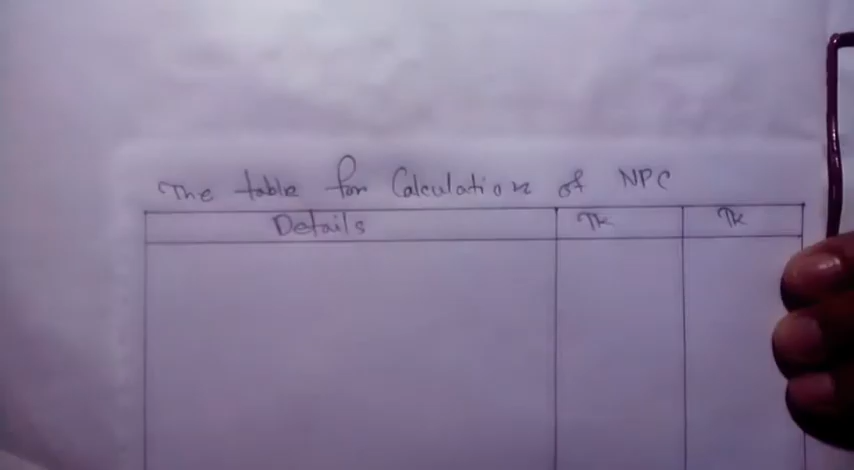 The table for Calculation of NPC
Details Tk Tk